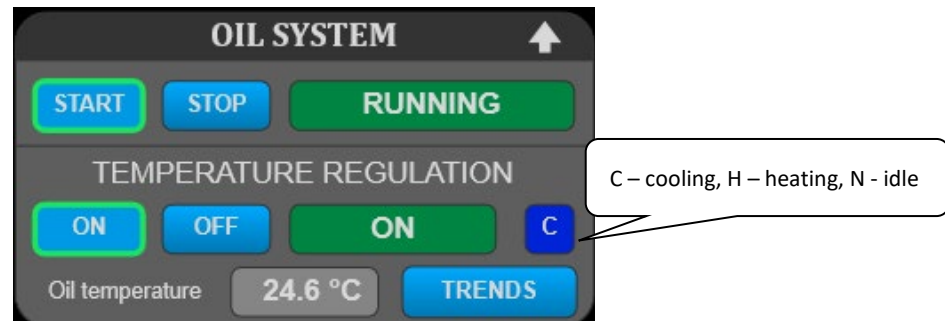 OIL SYSTEM
START STOP RUNNING
TEMPERATURE REGULATION
C – cooling, H – heating, N - idle
ON OFF ON C
Oil temperature 24.6 °C TRENDS